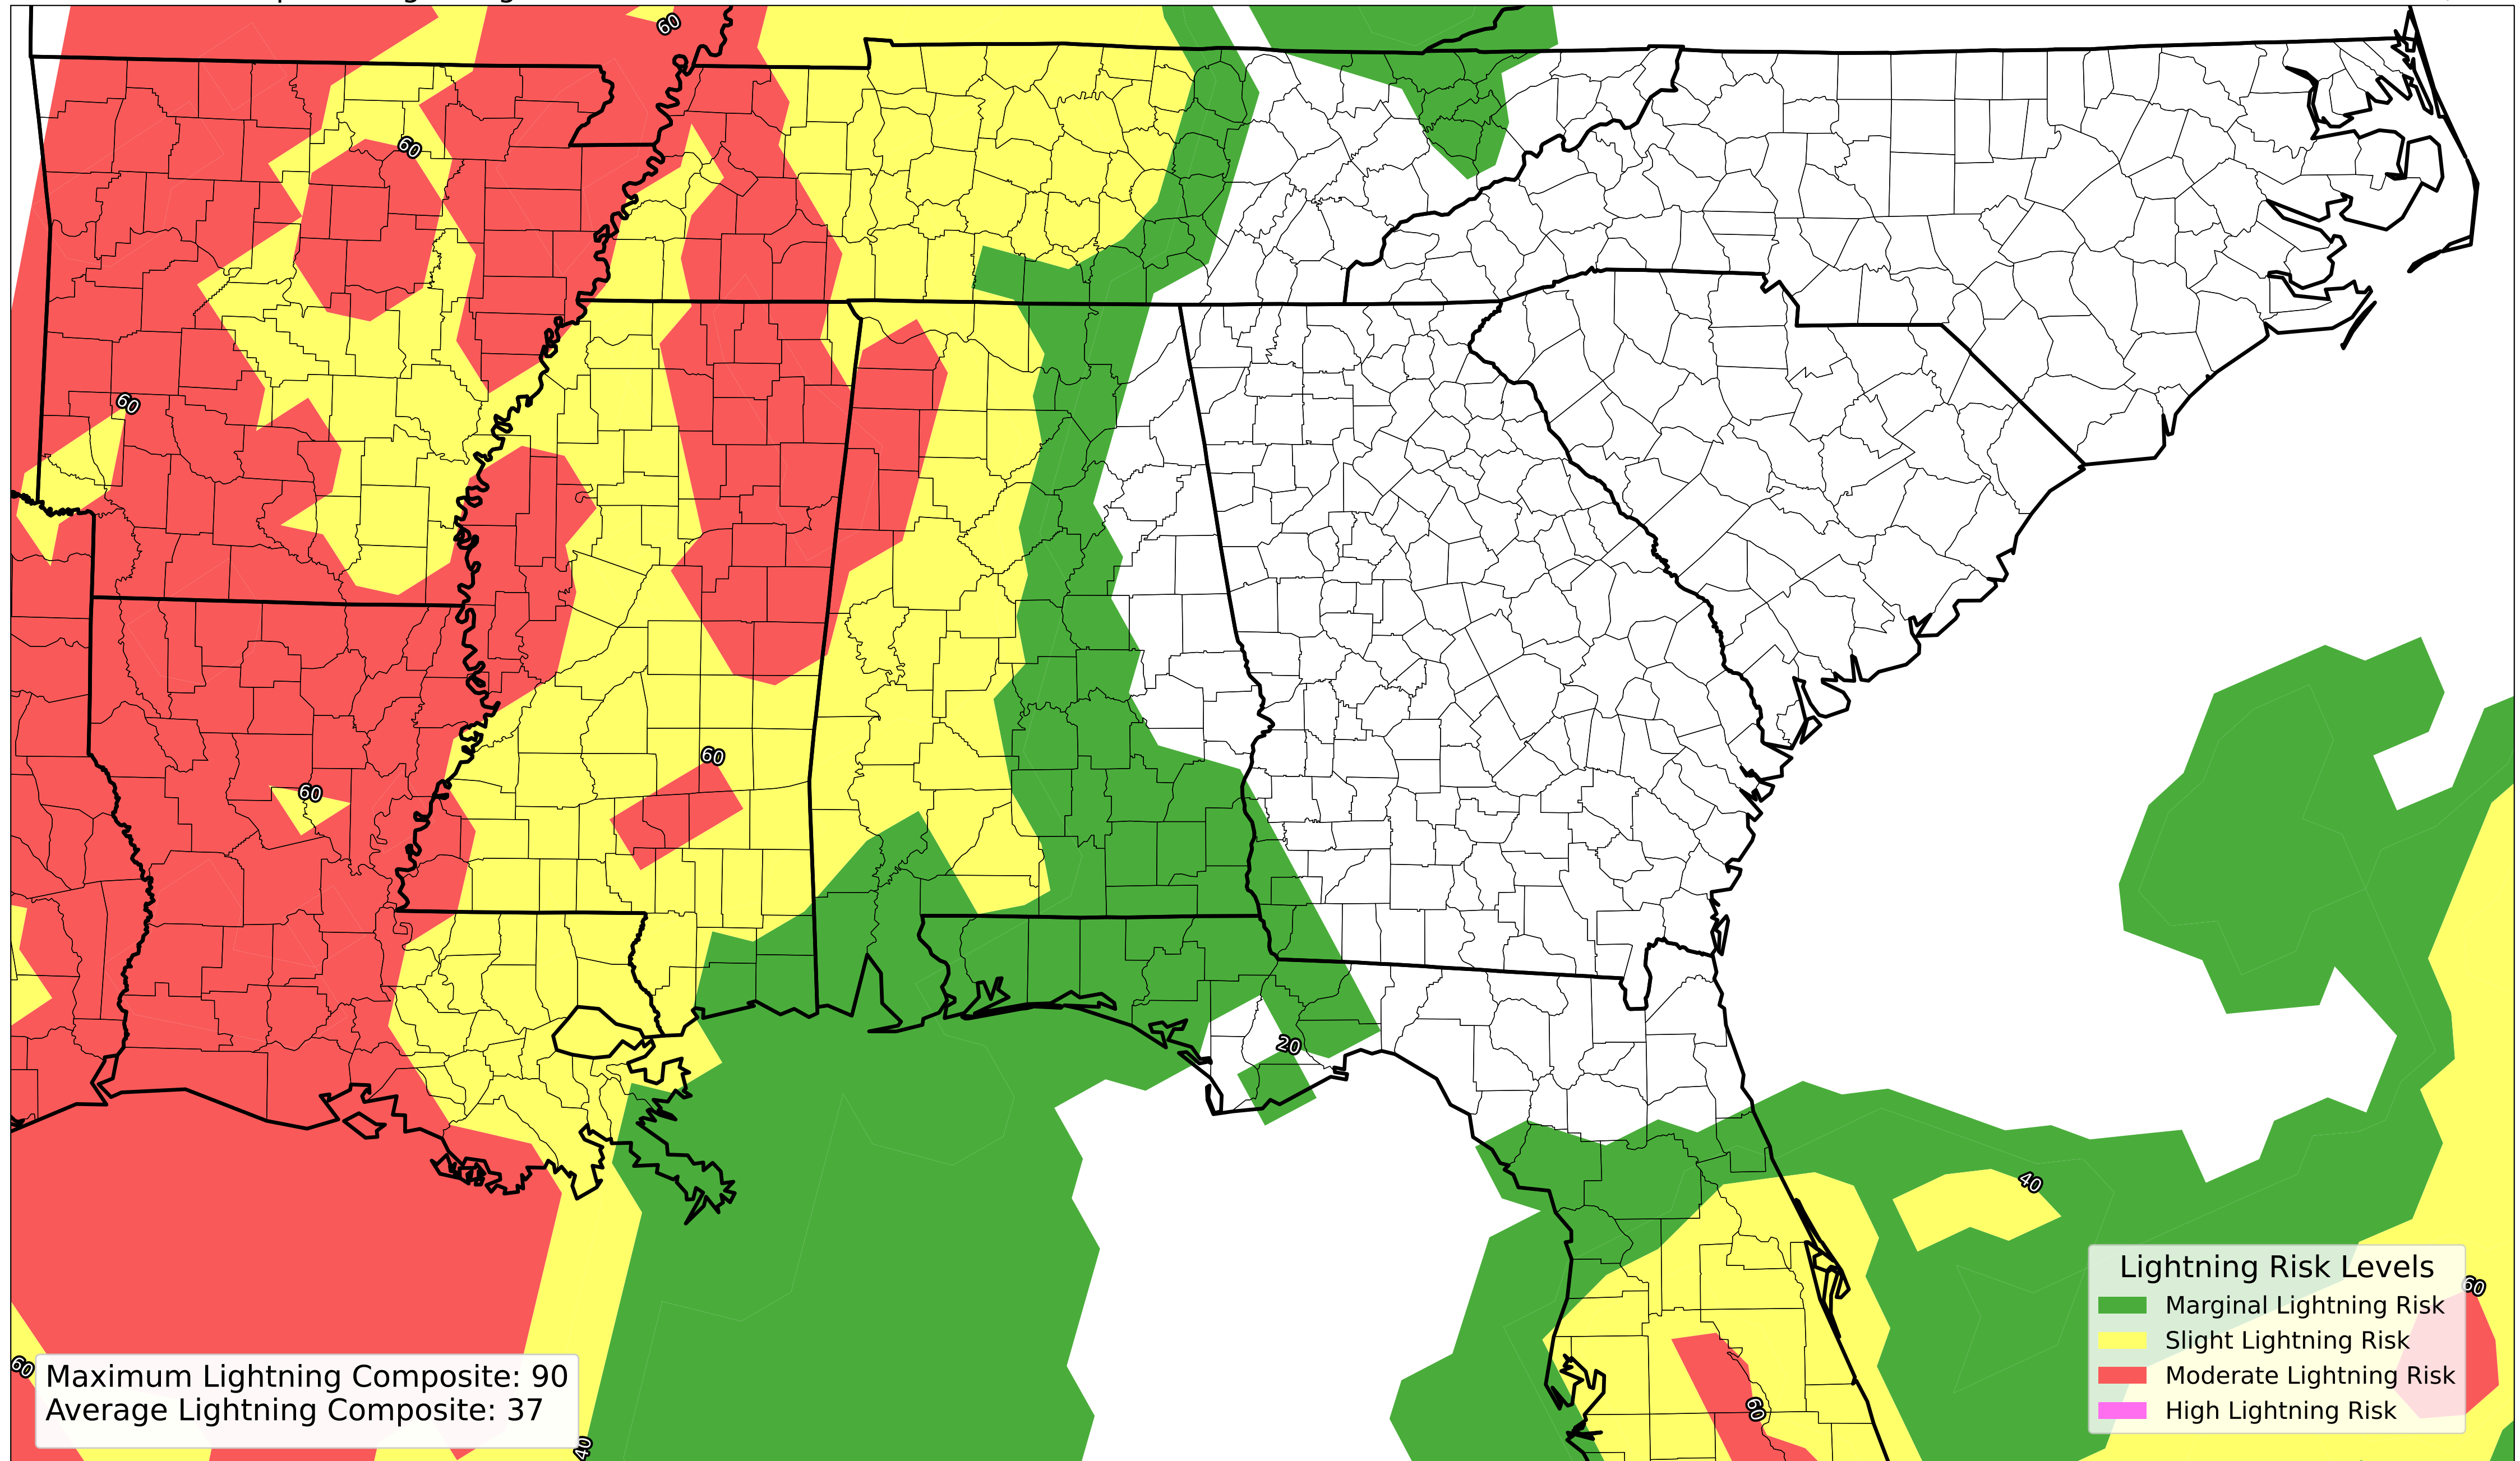 60
60
60
60
60
20
40
60
Lightning Risk Levels
Marginal Lightning Risk
Slight Lightning Risk
Moderate Lightning Risk
High Lightning Risk
60
Maximum Lightning Composite: 90
Average Lightning Composite: 37
60
40